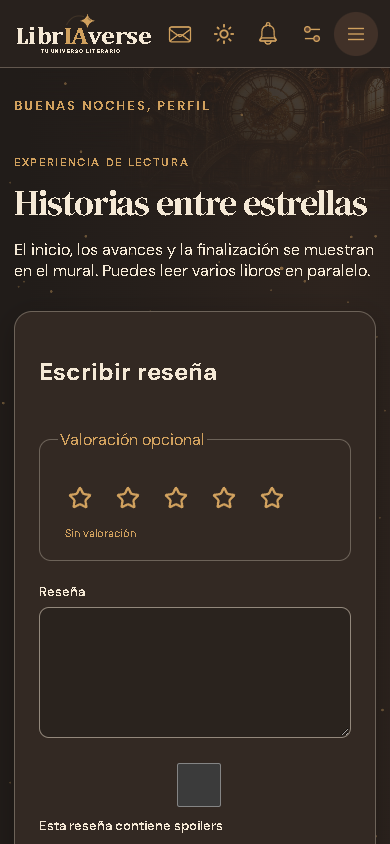 LibrIAverse
TU UNIVERSO LITERARIO
BUENAS NOCHES, PERFIL
EXPERIENCIA DE LECTURA
Historias entre estrellas
El inicio, los avances y la finalización se muestran
en el mural. Puedes leer varios libros en paralelo.
Escribir reseña
Valoración opcional
Sin valoración
Reseña
Esta reseña contiene spoilers